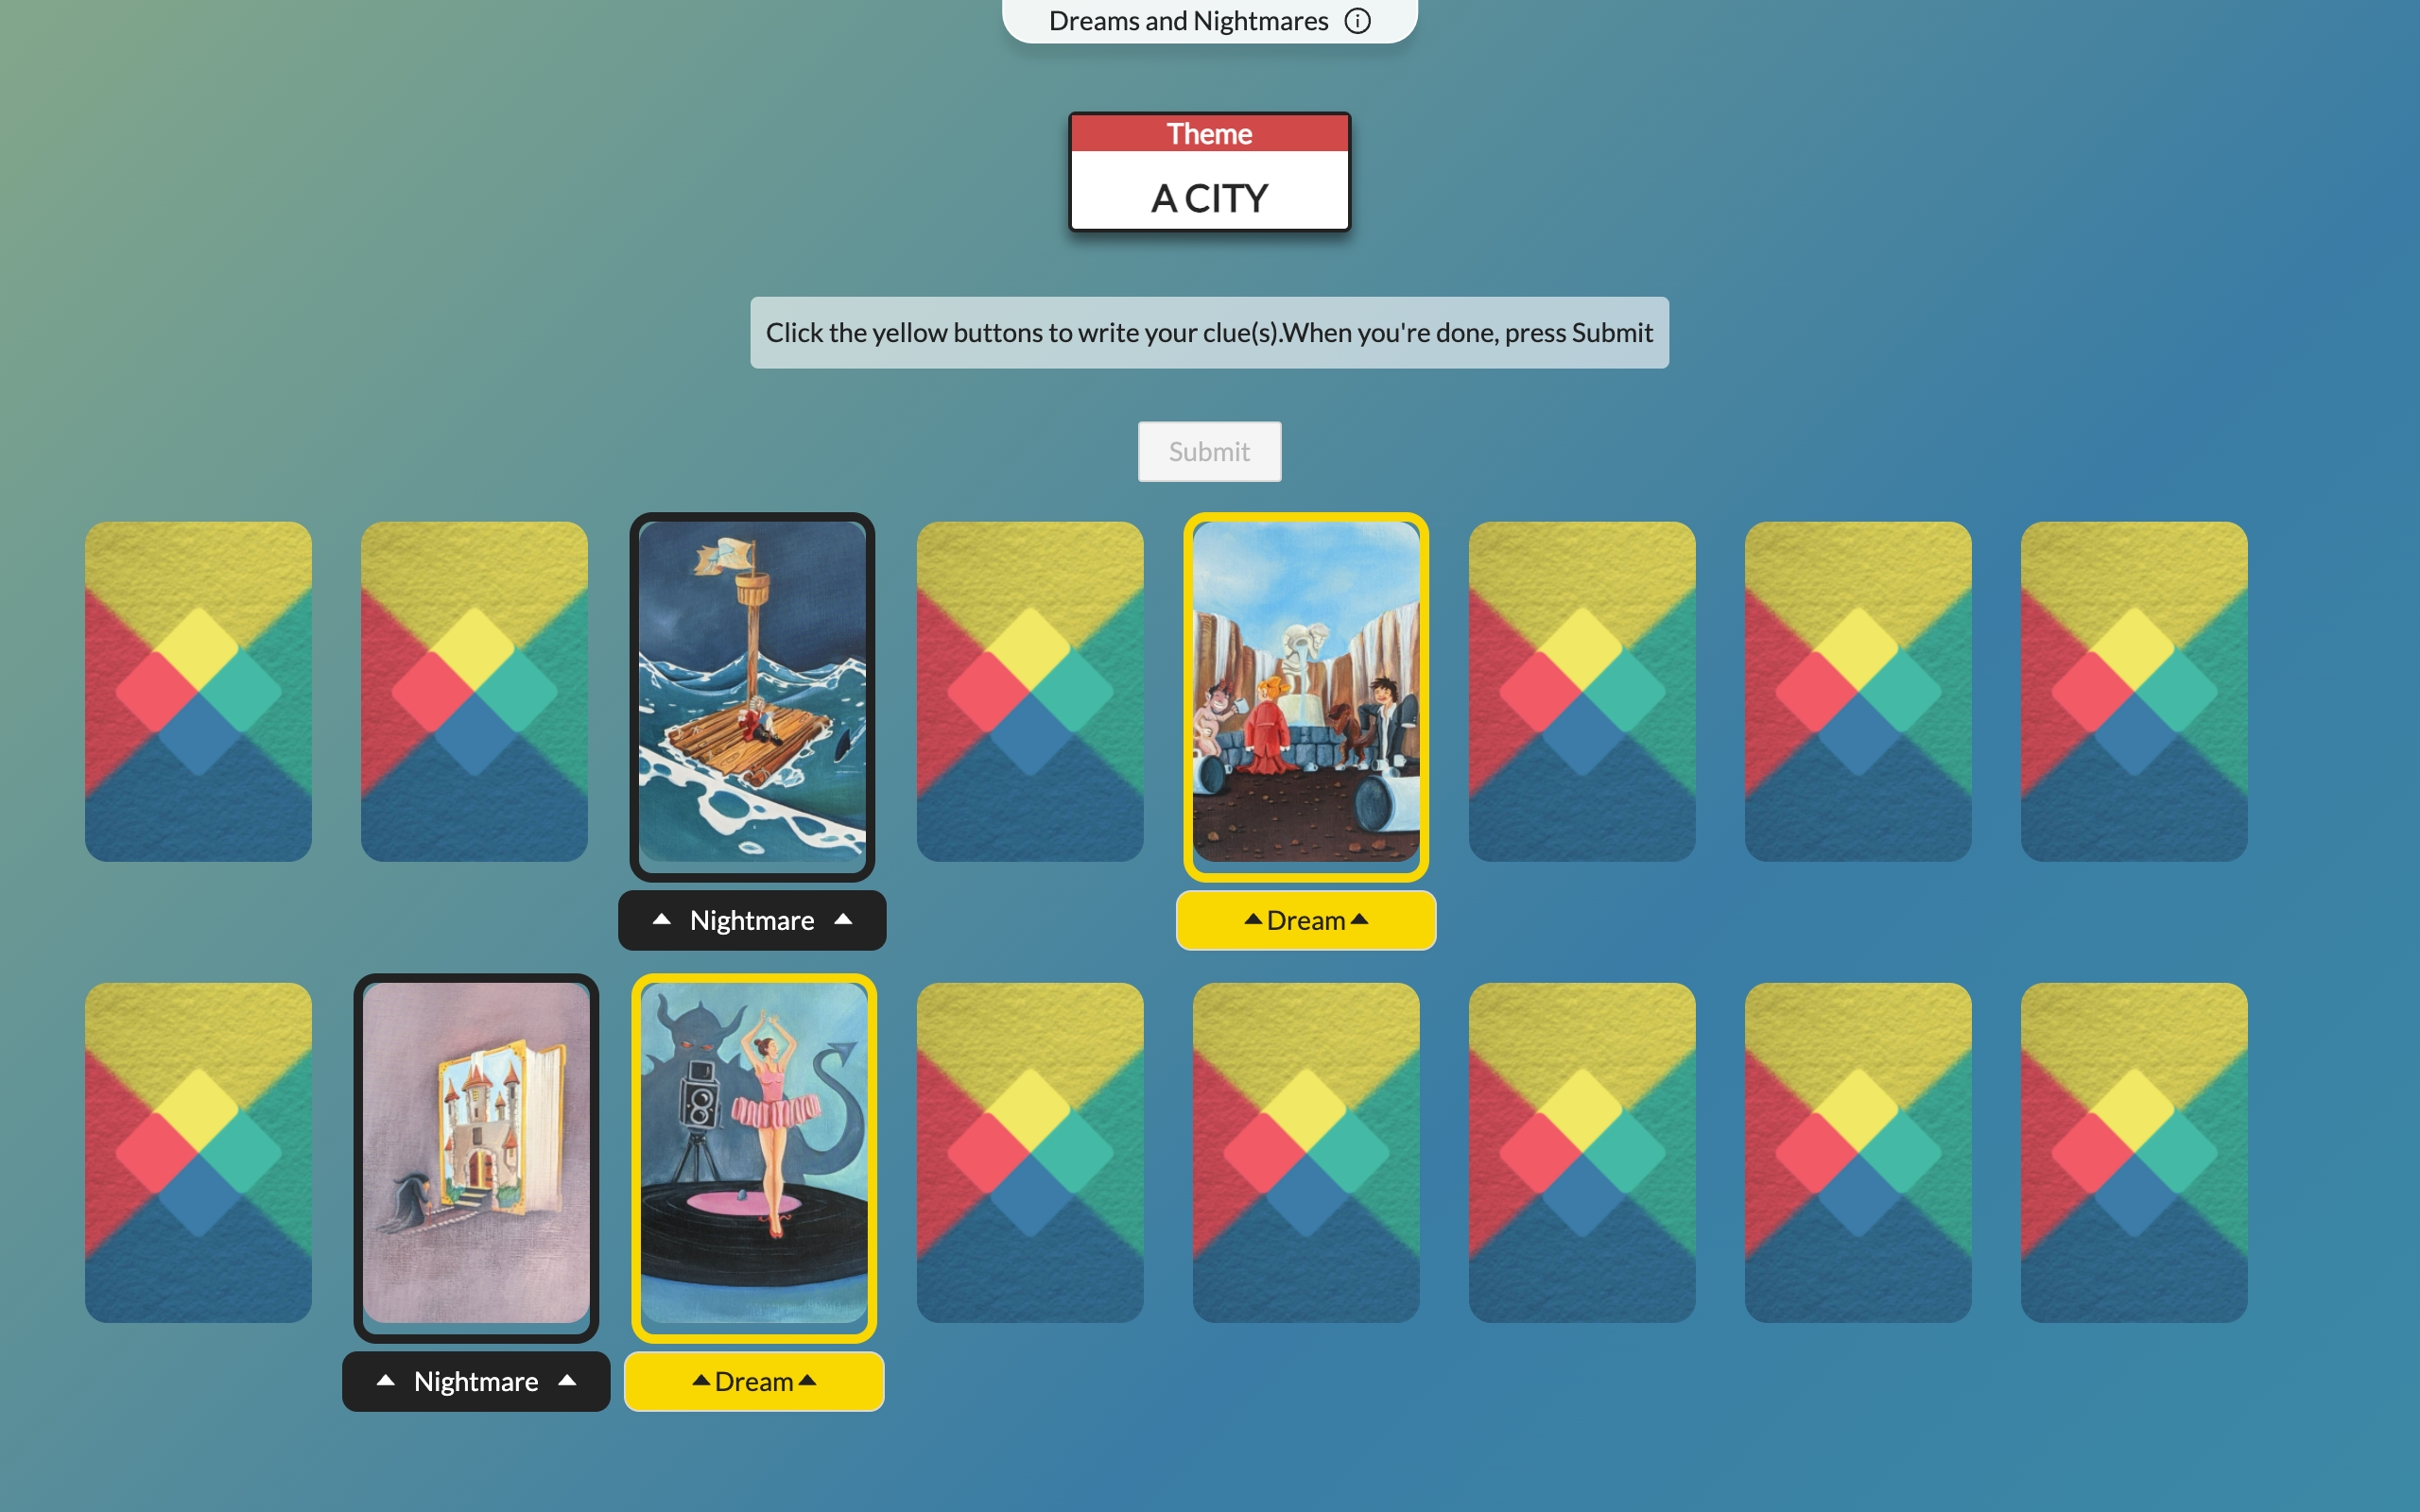 Dreams and Nightmares
Theme
A CITY
Click the yellow buttons to write your clue(s).When you're done, press Submit
Submit
Nightmare
Dream
Nightmare
Dream